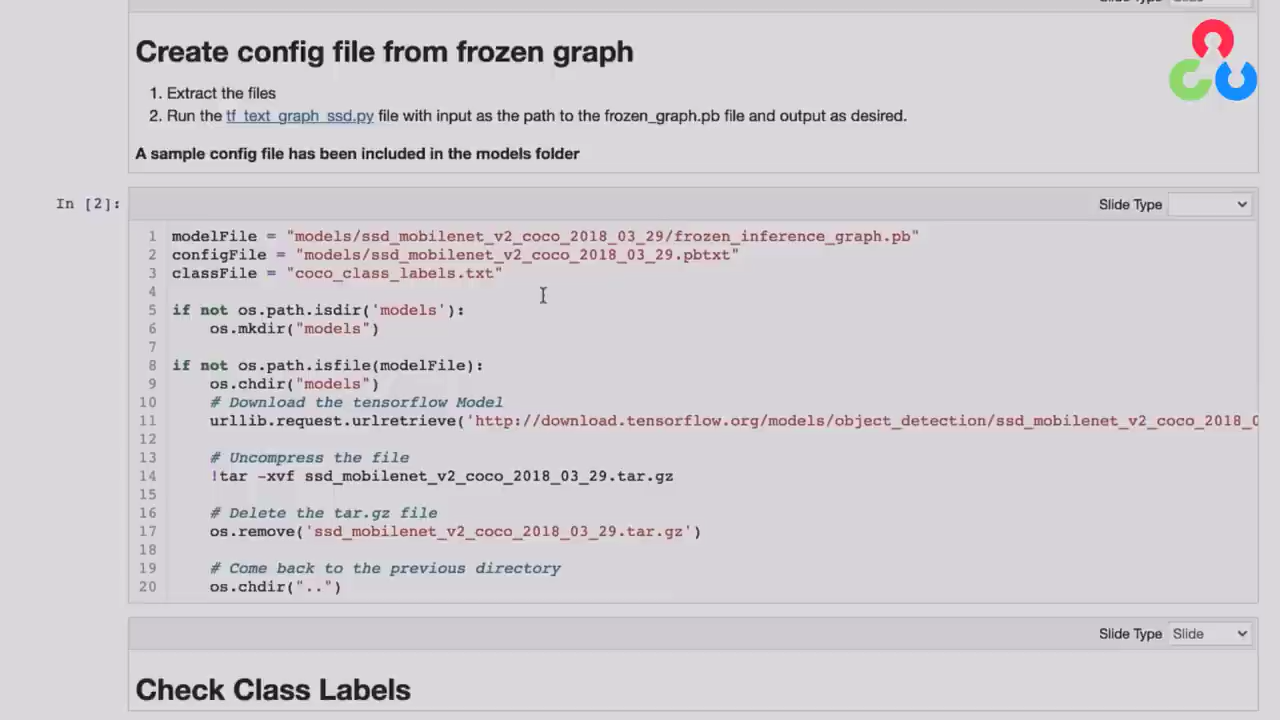 Create config file from frozen graph
1. Extract the files
2. Run the tf_text_graph_ssd.py file with input as the path to the frozen_graph.pb file and output as desired.
A sample config file has been included in the models folder
In [2]:
Slide Type
1 modelFile = "models/ssd_mobilenet_v2_coco_2018_03_29/frozen_inference_graph.pb"
2 configFile = "models/ssd_mobilenet_v2_coco_2018_03_29.pbtxt"
3 classFile = "coco_class_labels.txt"
4
5 if not os.path.isdir('models'):
6     os.mkdir("models")
7
8 if not os.path.isfile(modelFile):
9     os.chdir("models")
10     # Download the tensorflow Model
11     urllib.request.urlretrieve('http://download.tensorflow.org/models/object_detection/ssd_mobilenet_v2_coco_2018_0
12
13     # Uncompress the file
14     !tar -xvf ssd_mobilenet_v2_coco_2018_03_29.tar.gz
15
16     # Delete the tar.gz file
17     os.remove('ssd_mobilenet_v2_coco_2018_03_29.tar.gz')
18
19     # Come back to the previous directory
20     os.chdir("..")
Slide Type Slide
Check Class Labels